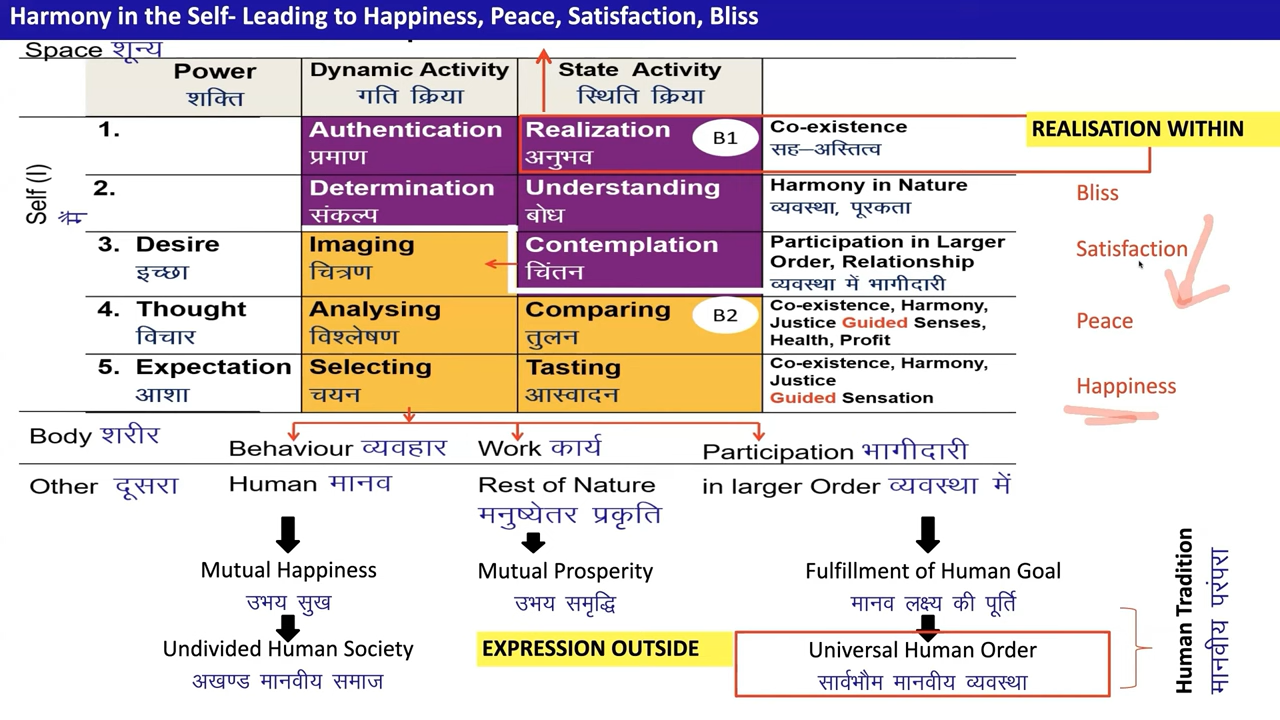 Harmony in the Self- Leading to Happiness, Peace, Satisfaction, Bliss
Space शून्य
Power
शक्ति
Dynamic Activity
गति क्रिया
State Activity
स्थिति क्रिया
Self (I)
मैं
1.
Authentication
प्रमाण
Realization
अनुभव
B1
Co-existence
सह–अस्तित्व
REALISATION WITHIN
2.
Determination
संकल्प
Understanding
बोध
Harmony in Nature
व्यवस्था, पूरकता
Bliss
3. Desire
इच्छा
Imaging
चित्रण
Contemplation
चिंतन
Participation in Larger
Order, Relationship
व्यवस्था में भागीदारी
Satisfaction
4. Thought
विचार
Analysing
विश्लेषण
Comparing
तुलन
B2
Co-existence, Harmony,
Justice Guided Senses,
Health, Profit
Peace
5. Expectation
आशा
Selecting
चयन
Tasting
आस्वादन
Co-existence, Harmony,
Justice
Guided Sensation
Happiness
Body शरीर
Behaviour व्यवहार
Work कार्य
Participation भागीदारी
Other दूसरा
Human मानव
Rest of Nature
मनुष्येतर प्रकृति
in larger Order व्यवस्था में
Mutual Happiness
उभय सुख
Mutual Prosperity
उभय समृद्धि
Fulfillment of Human Goal
मानव लक्ष्य की पूर्ति
Undivided Human Society
अखण्ड मानवीय समाज
EXPRESSION OUTSIDE
Universal Human Order
सार्वभौम मानवीय व्यवस्था
Human Tradition
मानवीय परंपरा